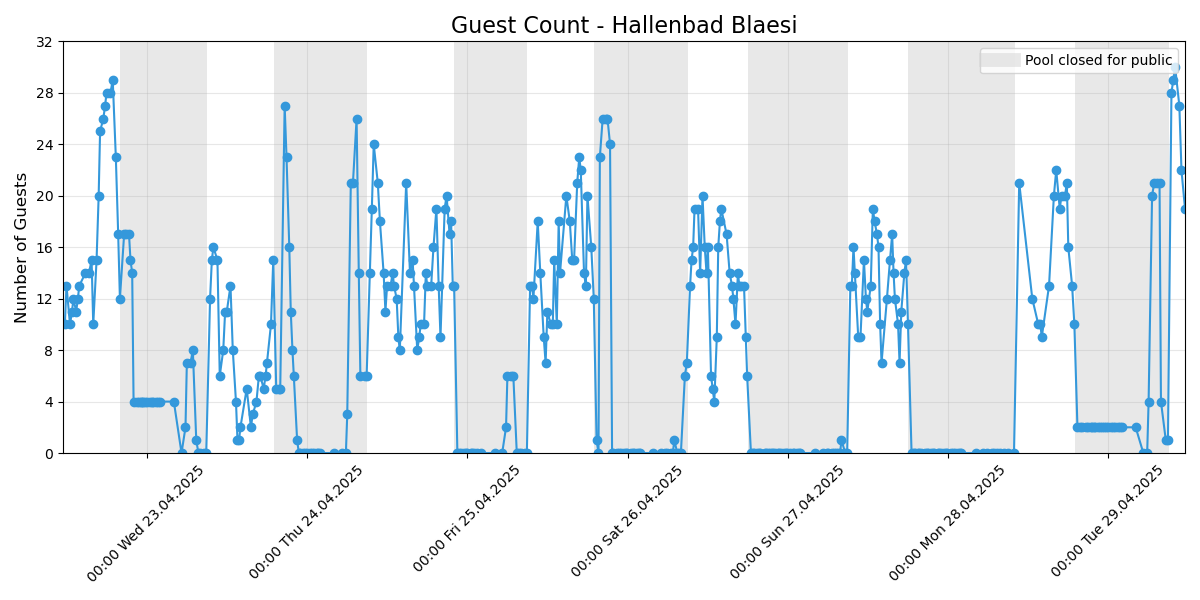 Guest Count - Hallenbad Blaesi
Pool closed for public
Number of Guests
32
28
24
20
16
12
8
4
0
00:00 Wed 23.04.2025
00:00 Thu 24.04.2025
00:00 Fri 25.04.2025
00:00 Sat 26.04.2025
00:00 Sun 27.04.2025
00:00 Mon 28.04.2025
00:00 Tue 29.04.2025